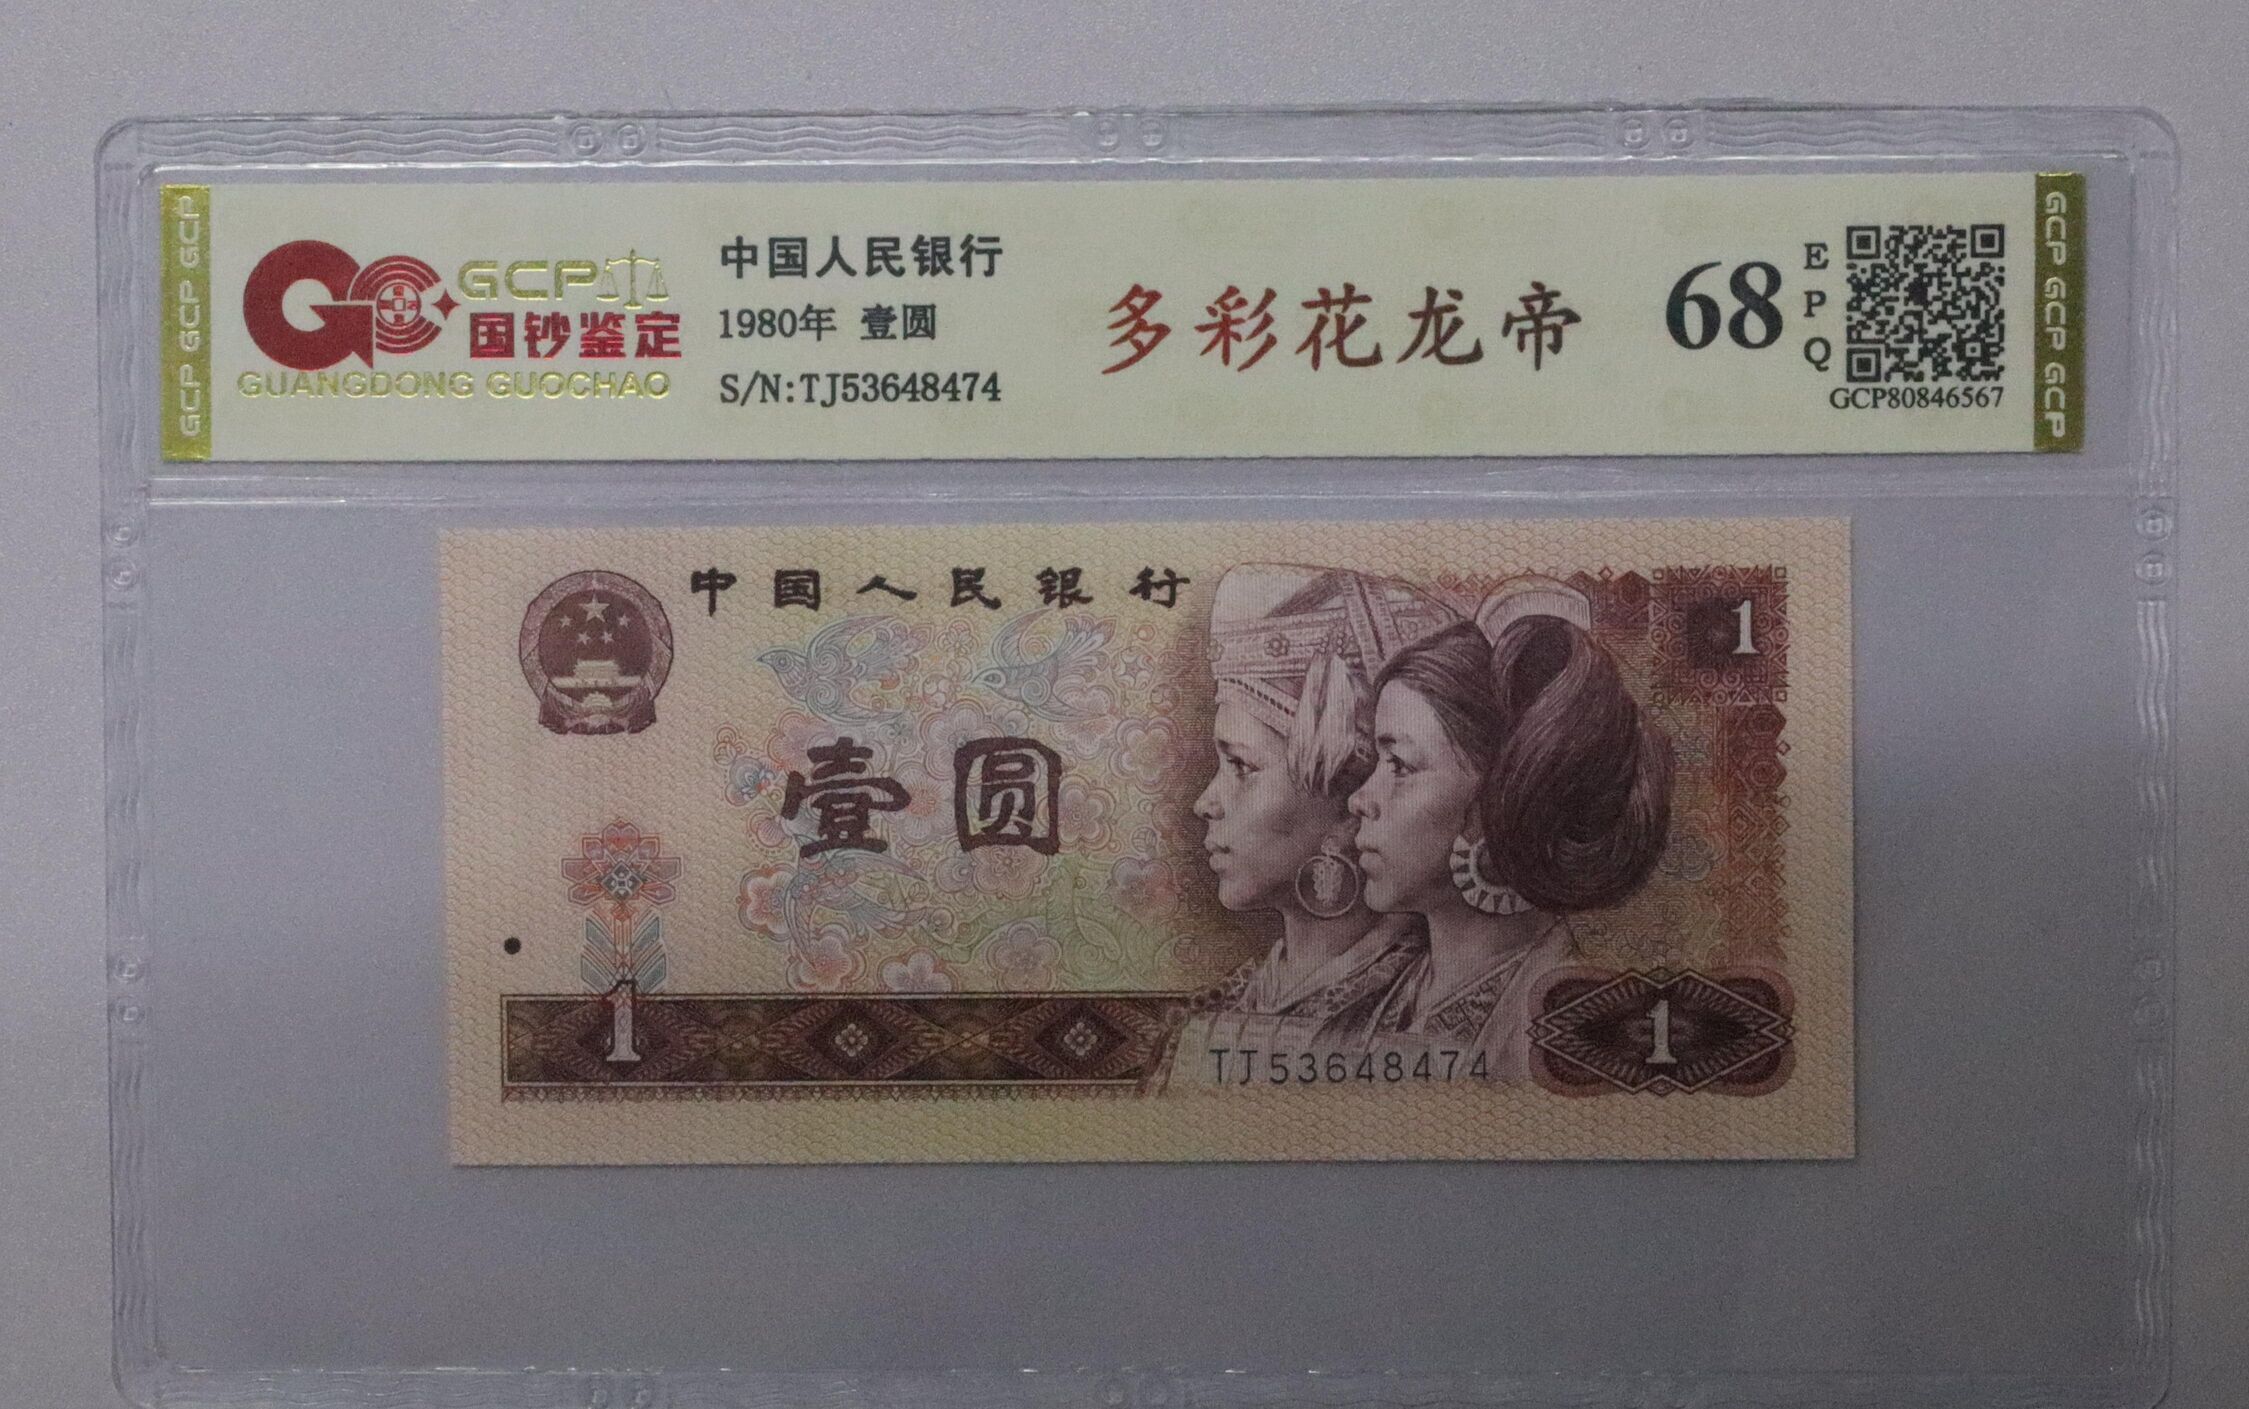 GCP GCP GCP
GCP
国钞鉴定
GUANGDONG GUOCHAO
中国人民银行
1980年 壹圆
S/N:TJ53648474
多彩花龙帝
68
EPQ
GCP80846567
GCP GCP GCP
中国人民银行
1
壹圆
1
TJ53648474
1